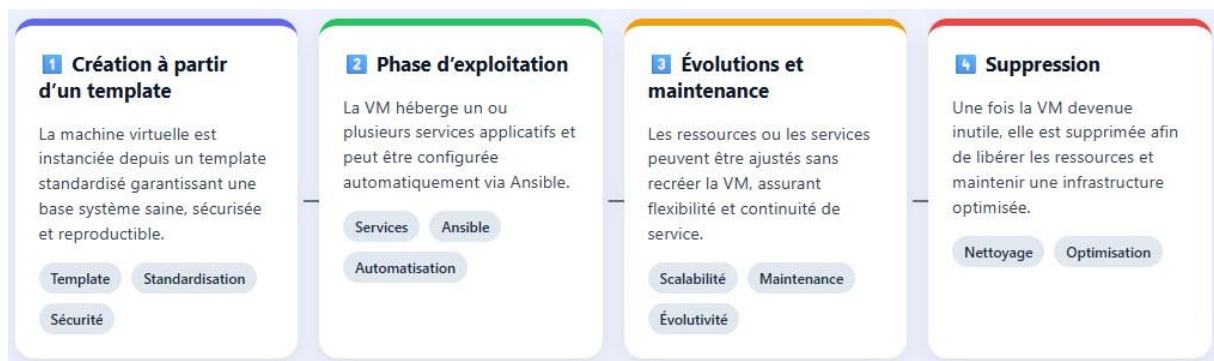 1 Création à partir
d’un template
La machine virtuelle est
instanciée depuis un template
standardisé garantissant une
base système saine, sécurisée
et reproductible.
Template Standardisation
Sécurité
2 Phase d’exploitation
La VM héberge un ou
plusieurs services applicatifs et
peut être configurée
automatiquement via Ansible.
Services Ansible
Automatisation
3 Évolutions et
maintenance
Les ressources ou les services
peuvent être ajustés sans
recréer la VM, assurant
flexibilité et continuité de
service.
Scalabilité Maintenance
Évolutivité
4 Suppression
Une fois la VM devenue
inutile, elle est supprimée afin
de libérer les ressources et
maintenir une infrastructure
optimisée.
Nettoyage Optimisation